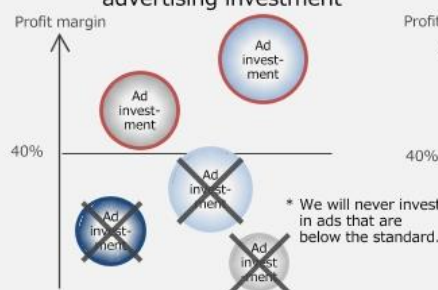 advertising investment
Profit margin
Profit
Ad
invest-
ment
Ad
invest-
ment
40%
40%
Ad
invest-
ment
Ad
invest-
ment
Ad
invest
-ment
* We will never invest
in ads that are
below the standard.